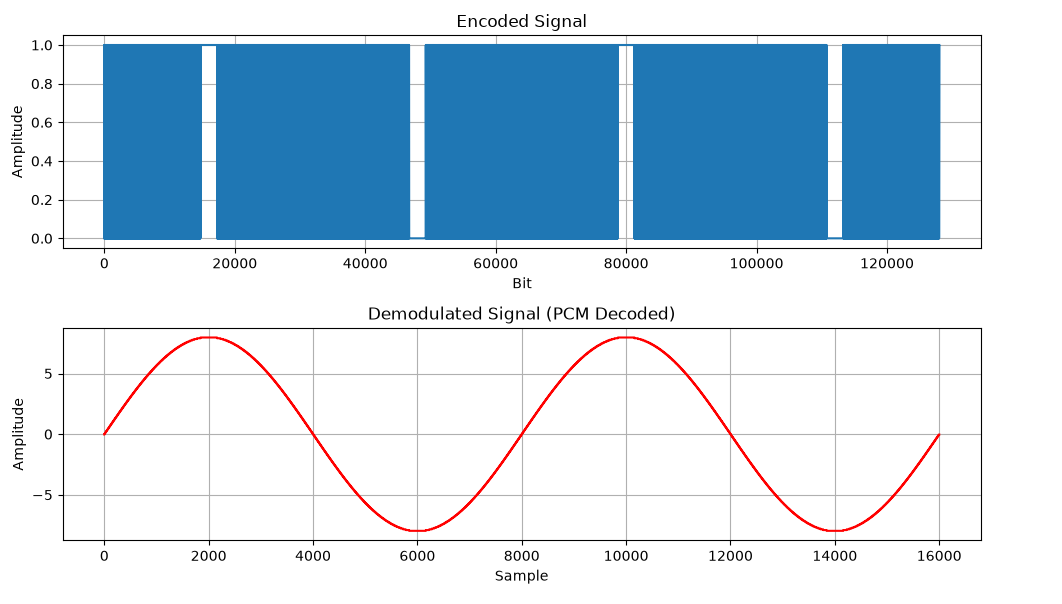 Encoded Signal
1.0
0.8
0.6
0.4
0.2
0.0
Amplitude
0 20000 40000 60000 80000 100000 120000
Bit
Demodulated Signal (PCM Decoded)
5
0
−5
Amplitude
0 2000 4000 6000 8000 10000 12000 14000 16000
Sample